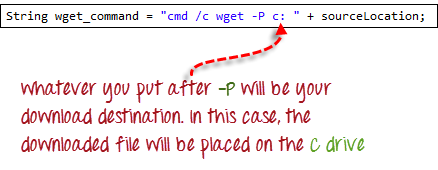 String wget_command = "cmd /c wget -P c: " + sourceLocation;
whatever you put after -P will be your
download destination. In this case, the
downloaded file will be placed on the C drive